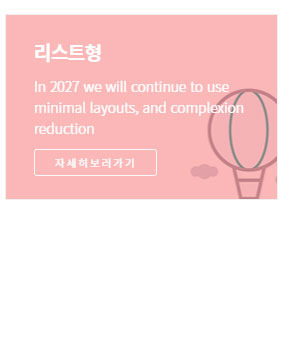 리스트형
In 2027 we will continue to use
minimal layouts, and complexion
reduction
자세히보러가기